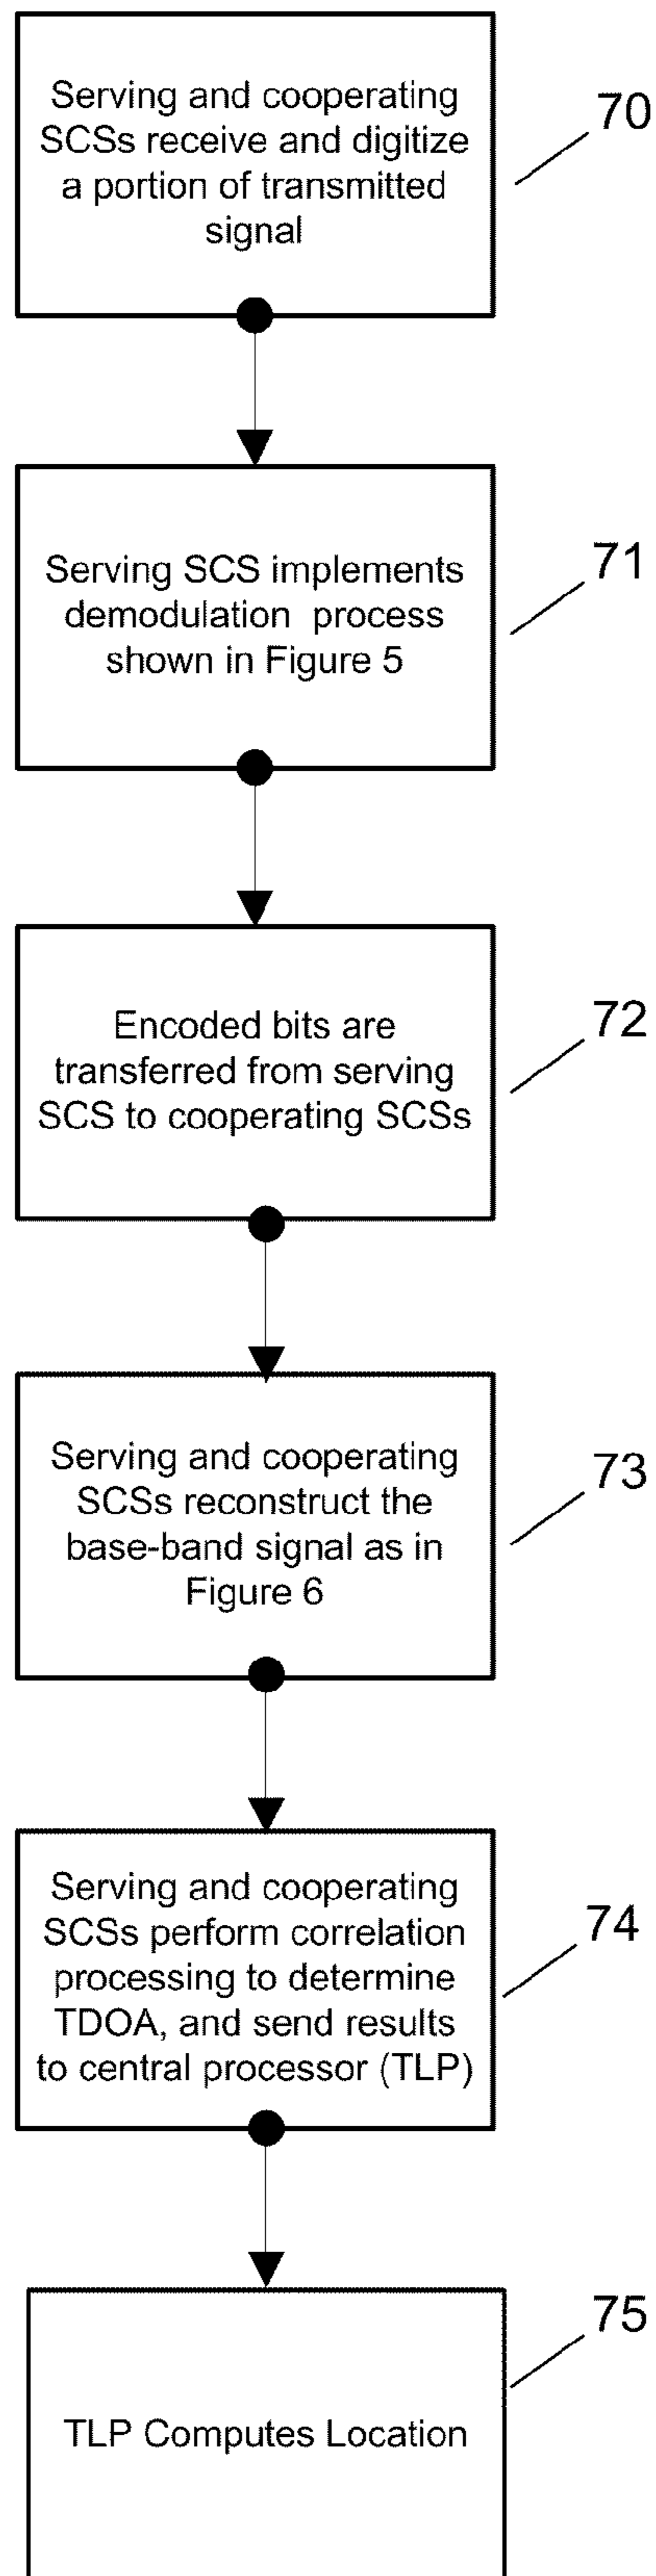 Serving and cooperating
SCSs receive and digitize
a portion of transmitted
signal
70
Serving SCS implements
demodulation process
shown in Figure 5
71
Encoded bits are
transferred from serving
SCS to cooperating SCSs
72
Serving and cooperating
SCSs reconstruct the
base-band signal as in
Figure 6
73
Serving and cooperating
SCSs perform correlation
processing to determine
TDOA, and send results
to central processor (TLP)
74
TLP Computes Location
75